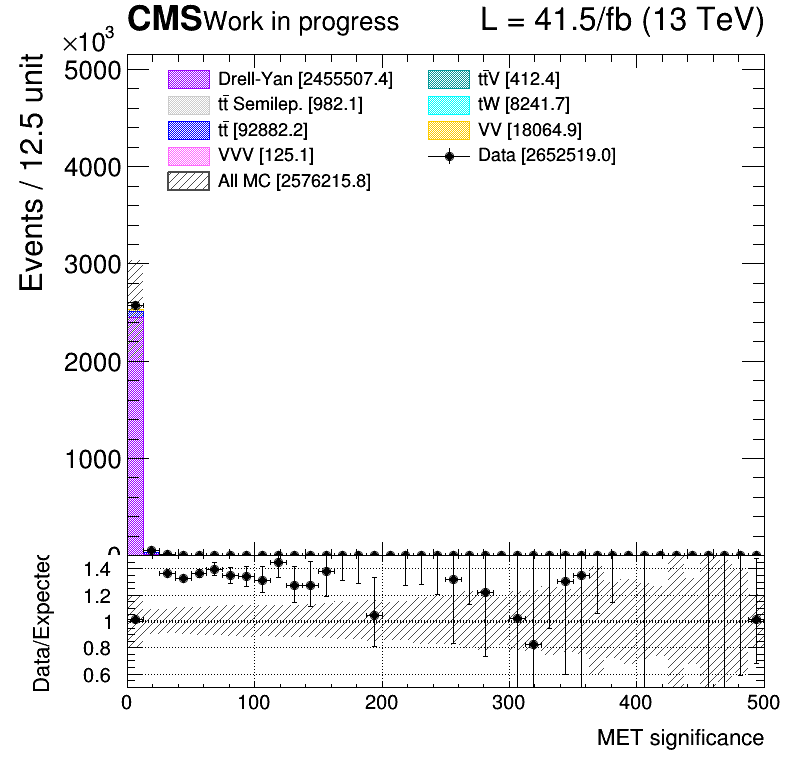 CMS Work in progress L = 41.5/fb (13 TeV)
×10³
Events / 12.5 unit
5000
4000
3000
2000
1000
0
Drell-Yan [2455507.4]
tt̄ Semilep. [982.1]
tt̄ [92882.2]
VVV [125.1]
All MC [2576215.8]
tt̄V [412.4]
tW [8241.7]
VV [18064.9]
Data [2652519.0]
Data/Expected
1.4
1.2
1
0.8
0.6
0 100 200 300 400 500
MET significance